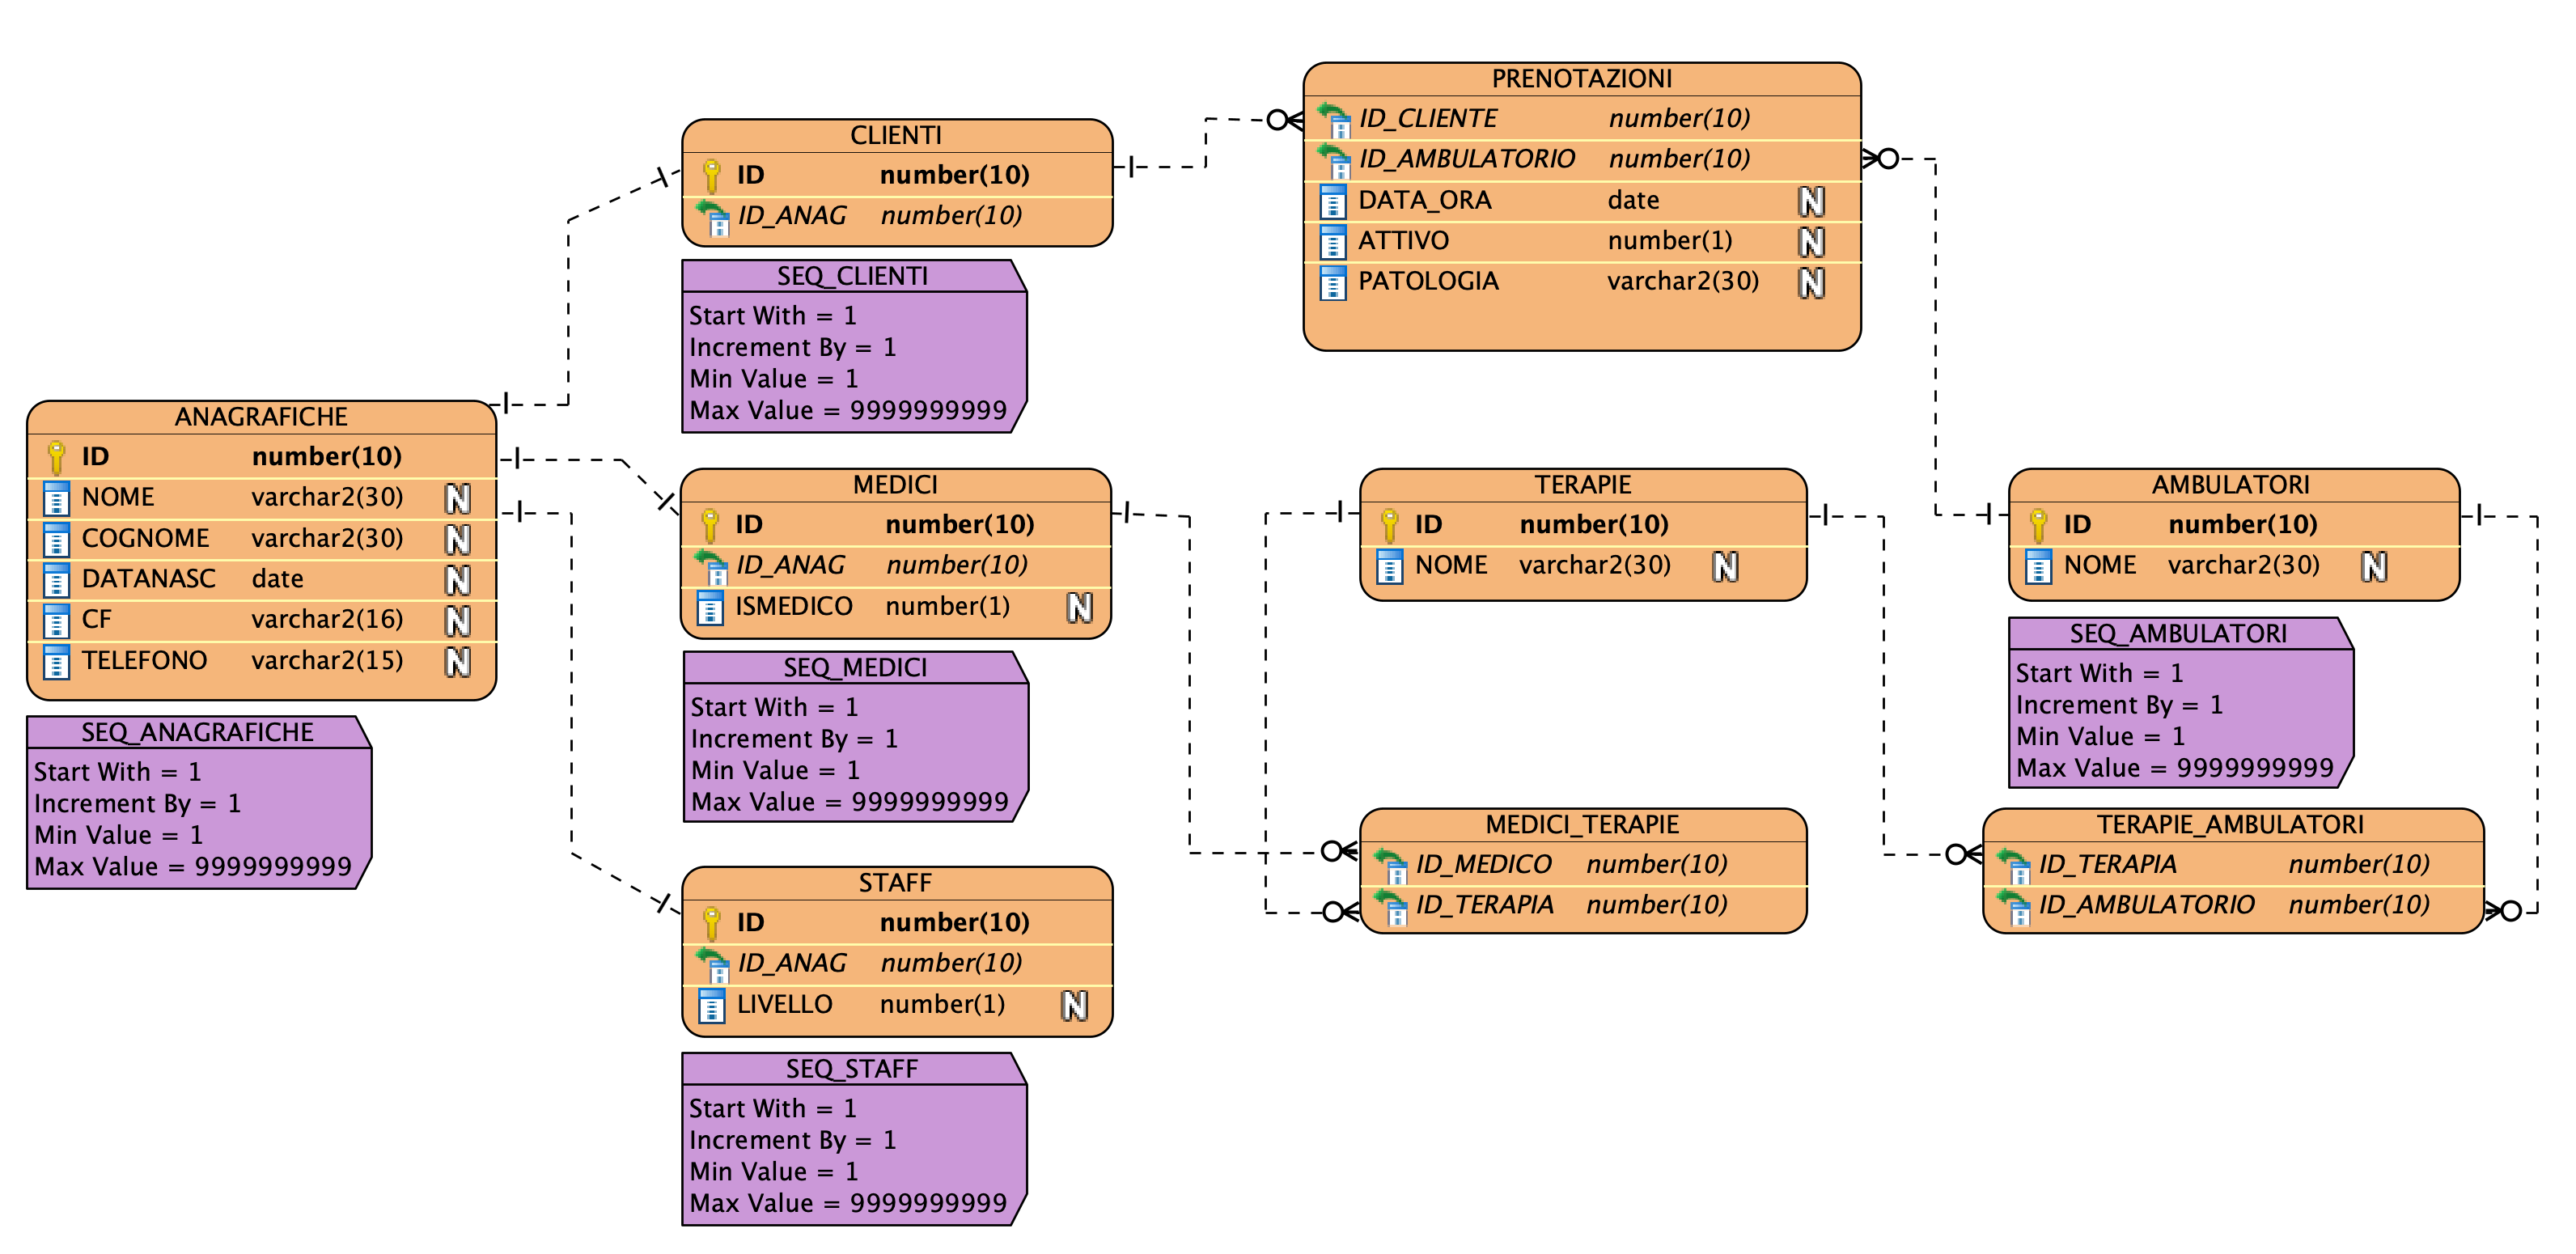 ANAGRAFICHE
ID number(10)
NOME varchar2(30) N
COGNOME varchar2(30) N
DATANASC date N
CF varchar2(16) N
TELEFONO varchar2(15) N
SEQ_ANAGRAFICHE
Start With = 1
Increment By = 1
Min Value = 1
Max Value = 9999999999
CLIENTI
ID number(10)
ID_ANAG number(10)
SEQ_CLIENTI
Start With = 1
Increment By = 1
Min Value = 1
Max Value = 9999999999
MEDICI
ID number(10)
ID_ANAG number(10)
ISMEDICO number(1) N
SEQ_MEDICI
Start With = 1
Increment By = 1
Min Value = 1
Max Value = 9999999999
STAFF
ID number(10)
ID_ANAG number(10)
LIVELLO number(1) N
SEQ_STAFF
Start With = 1
Increment By = 1
Min Value = 1
Max Value = 9999999999
PRENOTAZIONI
ID_CLIENTE number(10)
ID_AMBULATORIO number(10)
DATA_ORA date N
ATTIVO number(1) N
PATOLOGIA varchar2(30) N
TERAPIE
ID number(10)
NOME varchar2(30) N
MEDICI_TERAPIE
ID_MEDICO number(10)
ID_TERAPIA number(10)
AMBULATORI
ID number(10)
NOME varchar2(30) N
SEQ_AMBULATORI
Start With = 1
Increment By = 1
Min Value = 1
Max Value = 9999999999
TERAPIE_AMBULATORI
ID_TERAPIA number(10)
ID_AMBULATORIO number(10)